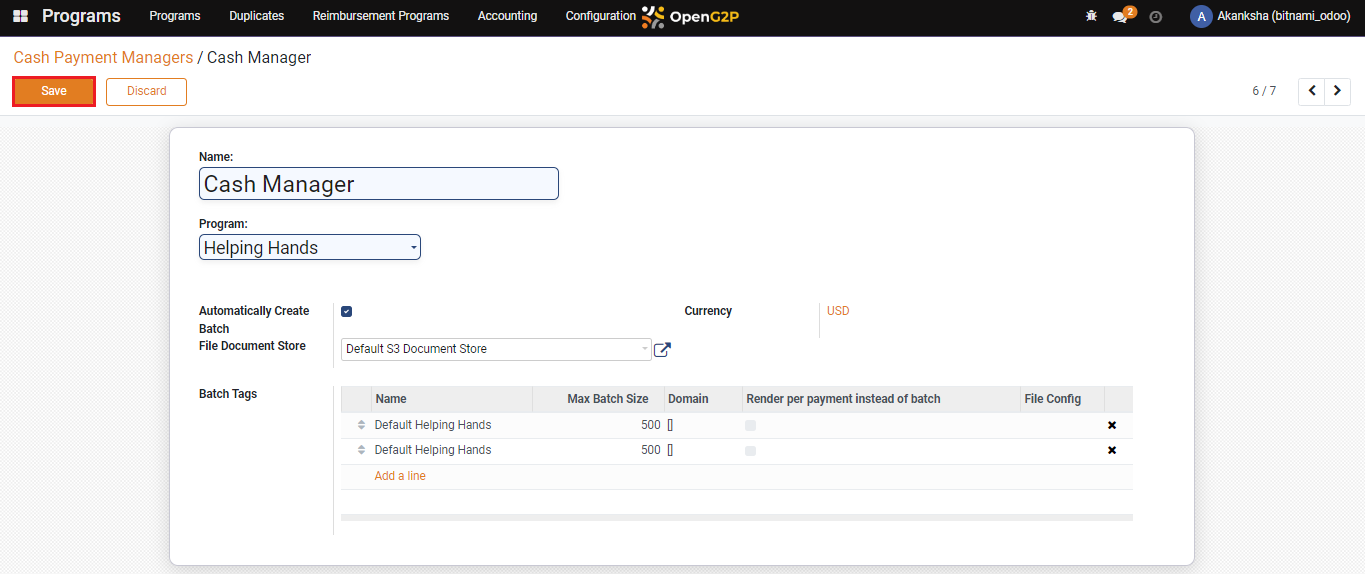 Programs Programs Duplicates Reimbursement Programs Accounting Configuration OpenG2P 2 A Akanksha (bitnami_odoo)
Cash Payment Managers / Cash Manager
Save Discard 6 / 7
Name:
Cash Manager
Program:
Helping Hands
Automatically Create Batch
Currency USD
File Document Store Default S3 Document Store
Batch Tags
Name Max Batch Size Domain Render per payment instead of batch File Config
Default Helping Hands 500 []
Default Helping Hands 500 []
Add a line